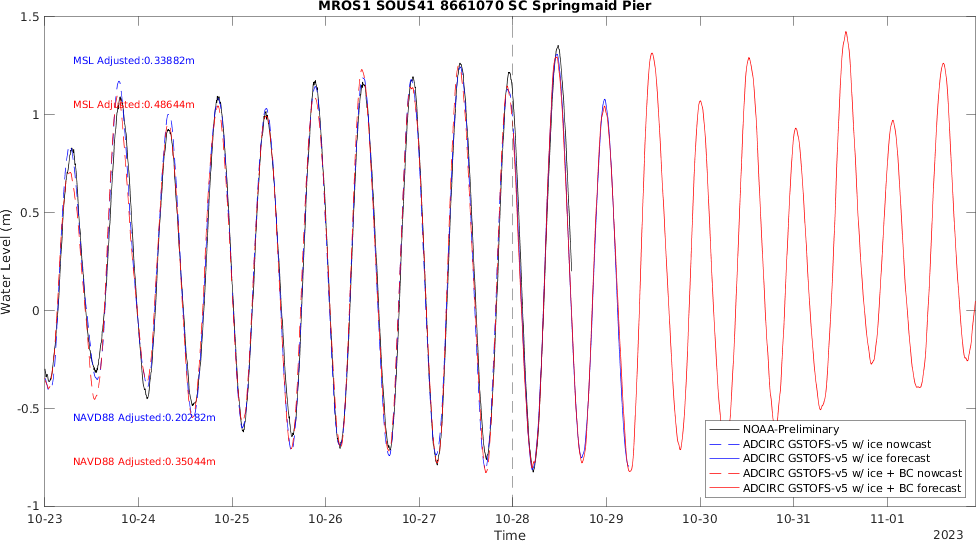 MROS1 SOUS41 8661070 SC Springmaid Pier
1.5
1
0.5
0
-0.5
-1
Water Level (m)
MSL Adjusted:0.33882m
MSL Adjusted:0.48644m
NAVD88 Adjusted:0.20282m
NAVD88 Adjusted:0.35044m
NOAA-Preliminary
ADCIRC GSTOFS-v5 w/ ice nowcast
ADCIRC GSTOFS-v5 w/ ice forecast
ADCIRC GSTOFS-v5 w/ ice + BC nowcast
ADCIRC GSTOFS-v5 w/ ice + BC forecast
10-23 10-24 10-25 10-26 10-27 10-28 10-29 10-30 10-31 11-01
Time
2023